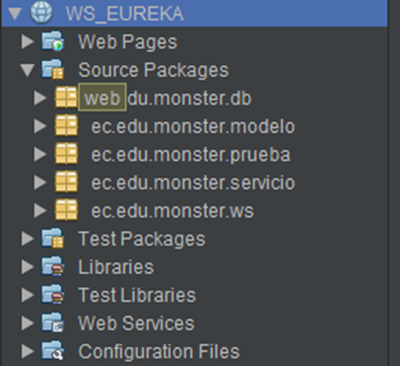 WS_EUREKA
Web Pages
Source Packages
web du.monster.db
ec.edu.monster.modelo
ec.edu.monster.prueba
ec.edu.monster.servicio
ec.edu.monster.ws
Test Packages
Libraries
Test Libraries
Web Services
Configuration Files